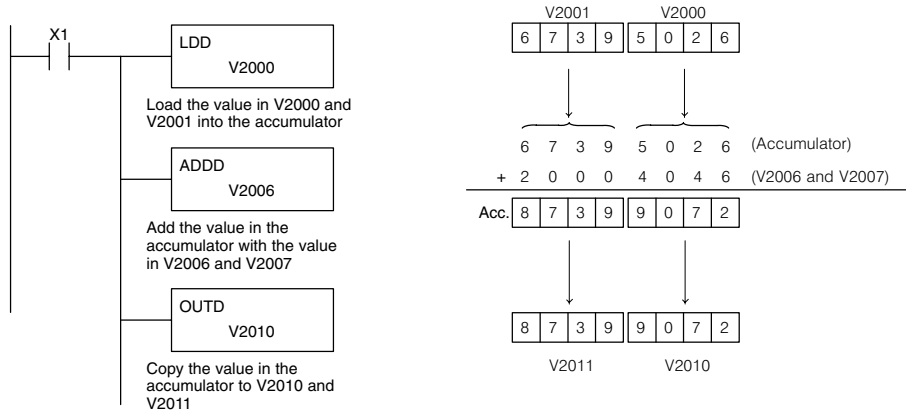 X1
LDD
V2000
Load the value in V2000 and
V2001 into the accumulator
ADDD
V2006
Add the value in the
accumulator with the value
in V2006 and V2007
OUTD
V2010
Copy the value in the
accumulator to V2010 and
V2011
V2001 V2000
6 7 3 9 5 0 2 6
6 7 3 9 5 0 2 6 (Accumulator)
+ 2 0 0 0 4 0 4 6 (V2006 and V2007)
Acc. 8 7 3 9 9 0 7 2
8 7 3 9 9 0 7 2
V2011 V2010